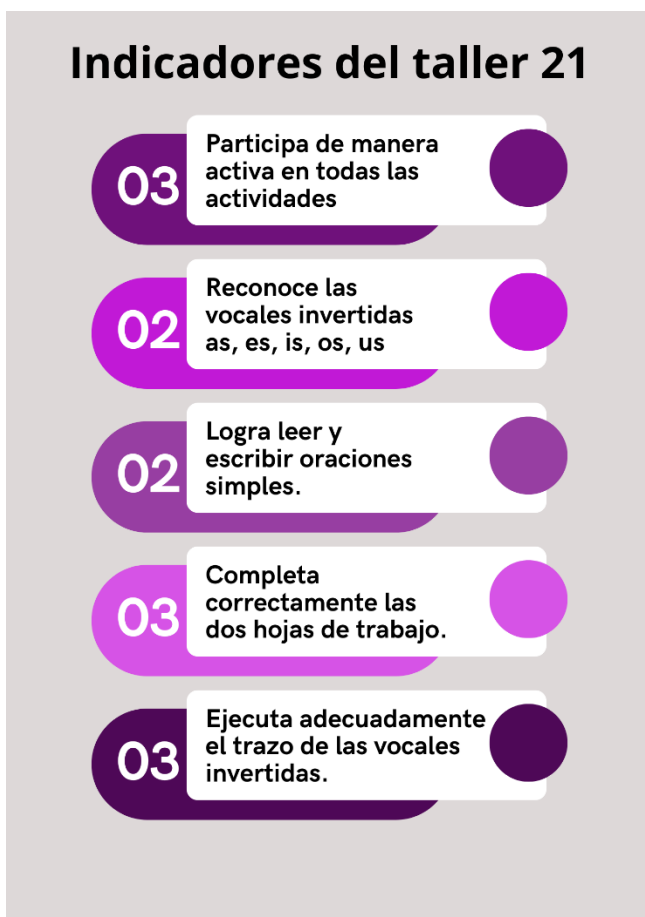 Indicadores del taller 21
03
Participa de manera
activa en todas las
actividades
02
Reconoce las
vocales invertidas
as, es, is, os, us
02
Logra leer y
escribir oraciones
simples.
03
Completa
correctamente las
dos hojas de trabajo.
03
Ejecuta adecuadamente
el trazo de las vocales
invertidas.